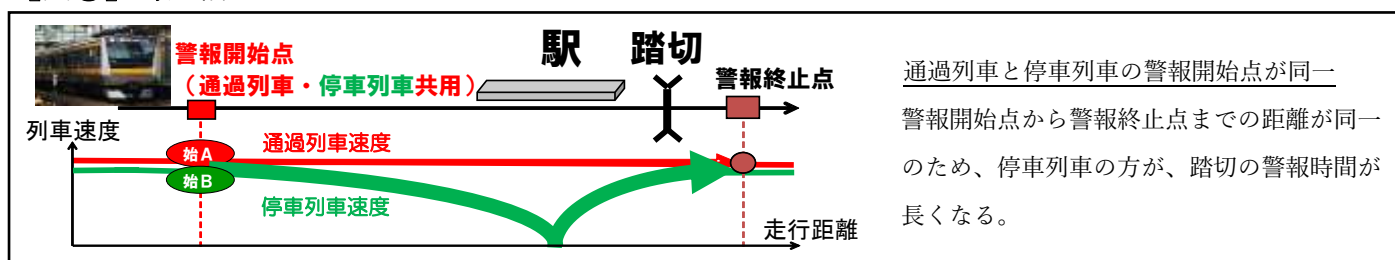 警報開始点
（通過列車・停車列車共用）
駅
踏切
警報終止点
列車速度
始A
通過列車速度
始B
停車列車速度
走行距離
通過列車と停車列車の警報開始点が同一
警報開始点から警報終止点までの距離が同一
のため、停車列車の方が、踏切の警報時間が
長くなる。